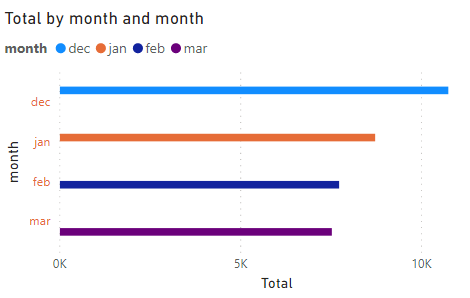 Total by month and month
month dec jan feb mar
dec
jan
feb
mar
month
0K 5K 10K
Total